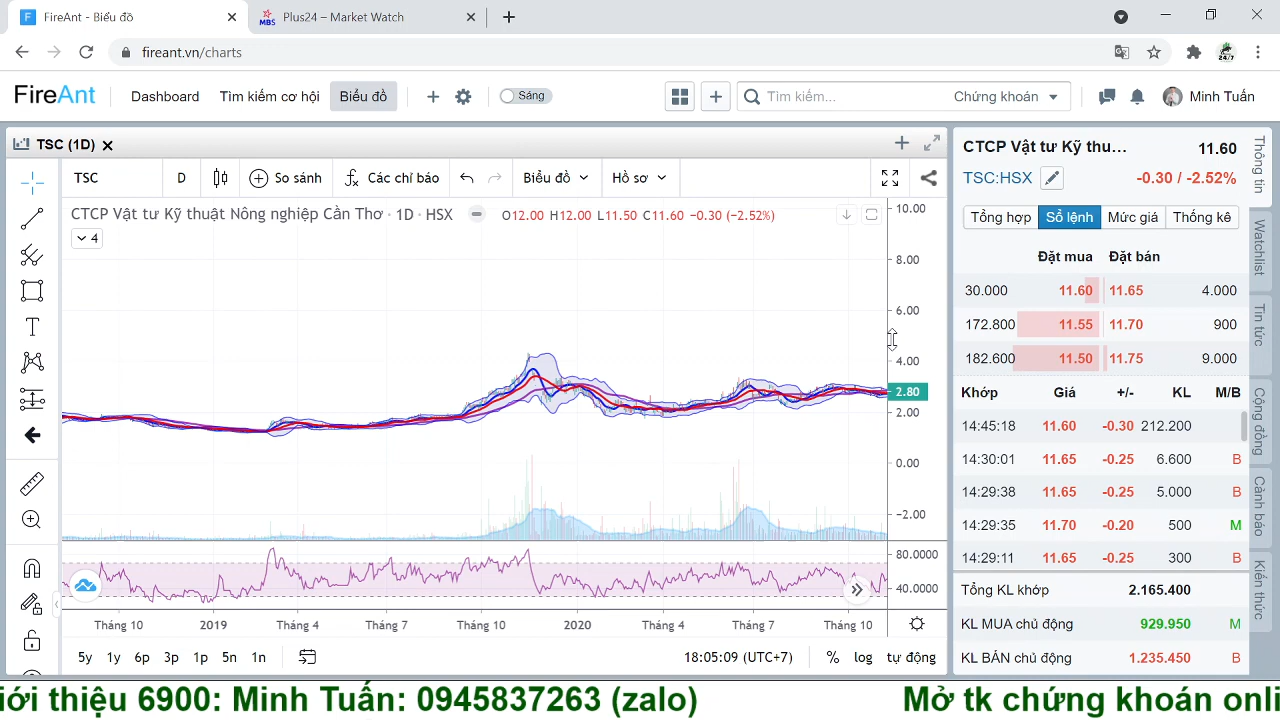 FireAnt - Biểu đồ
MBS Plus24 – Market Watch
fireant.vn/charts
24/7
FireAnt Dashboard Tìm kiếm cơ hội Biểu đồ Sáng Tìm kiếm... Chứng khoán Minh Tuấn
TSC (1D)
TSC D So sánh Các chỉ báo Biểu đồ Hồ sơ
CTCP Vật tư Kỹ thuật Nông nghiệp Cần Thơ · 1D · HSX O12.00 H12.00 L11.50 C11.60 −0.30 (−2.52%)
4
10.00
8.00
6.00
4.00
2.80
2.00
0.00
−2.00
80.0000
40.0000
Tháng 10 2019 Tháng 4 Tháng 7 Tháng 10 2020 Tháng 4 Tháng 7 Tháng 10
5y 1y 6p 3p 1p 5n 1n 18:05:09 (UTC+7) % log tự động
CTCP Vật tư Kỹ thu... 11.60
TSC:HSX -0.30 / -2.52%
Tổng hợp Sổ lệnh Mức giá Thống kê
Đặt mua Đặt bán
30.000 11.60 11.65 4.000
172.800 11.55 11.70 900
182.600 11.50 11.75 9.000
Khớp Giá +/- KL M/B
14:45:18 11.60 -0.30 212.200
14:30:01 11.65 -0.25 6.600 B
14:29:38 11.65 -0.25 5.000 B
14:29:35 11.70 -0.20 500 M
14:29:11 11.65 -0.25 300 B
Tổng KL khớp 2.165.400
KL MUA chủ động 929.950 M
KL BÁN chủ động 1.235.450 B
Thông tin
Watchlist
Tin tức
Cộng đồng
Cảnh báo
Kiến thức
iới thiệu 6900: Minh Tuấn: 0945837263 (zalo) Mở tk chứng khoán onli